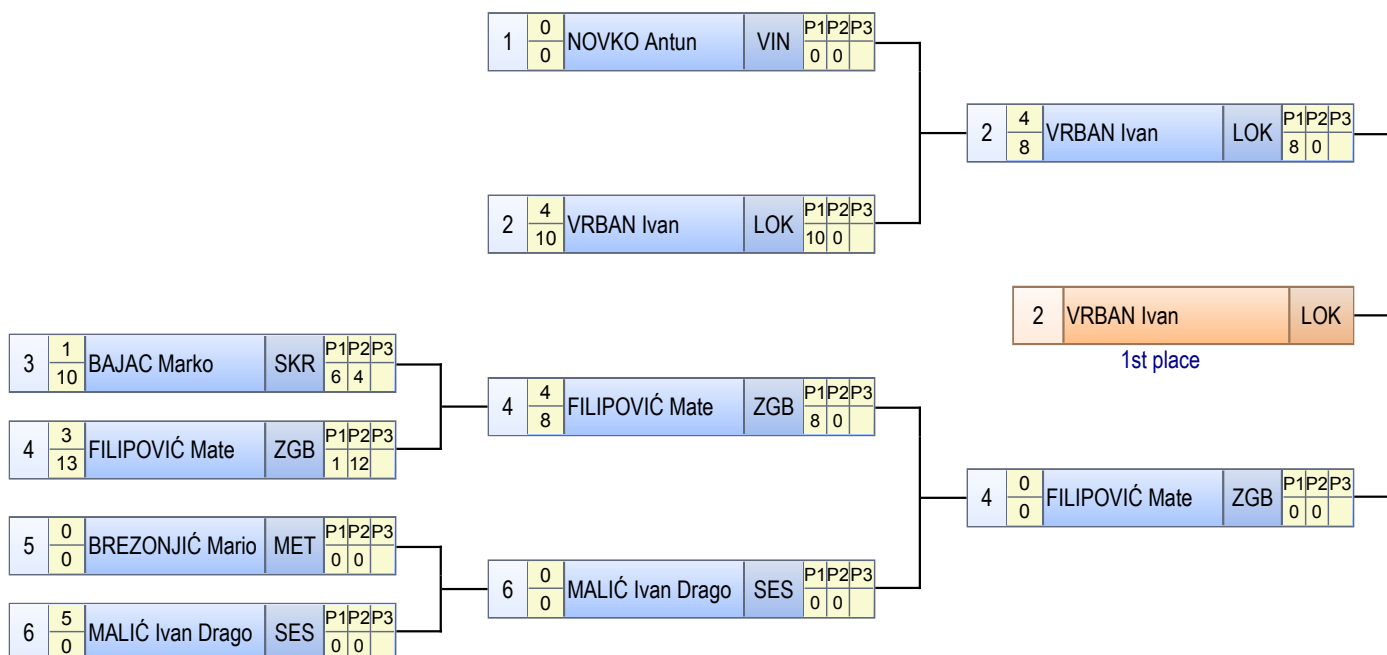 1 0 0 NOVKO Antun VIN P1 P2 P3 0 0
2 4 8 VRBAN Ivan LOK P1 P2 P3 8 0
2 4 10 VRBAN Ivan LOK P1 P2 P3 10 0
2 VRBAN Ivan LOK
1st place
3 1 10 BAJAC Marko SKR P1 P2 P3 6 4
4 4 8 FILIPOVIĆ Mate ZGB P1 P2 P3 8 0
4 3 13 FILIPOVIĆ Mate ZGB P1 P2 P3 1 12
4 0 0 FILIPOVIĆ Mate ZGB P1 P2 P3 0 0
5 0 0 BREZONJIĆ Mario MET P1 P2 P3 0 0
6 0 0 MALIĆ Ivan Drago SES P1 P2 P3 0 0
6 5 0 MALIĆ Ivan Drago SES P1 P2 P3 0 0